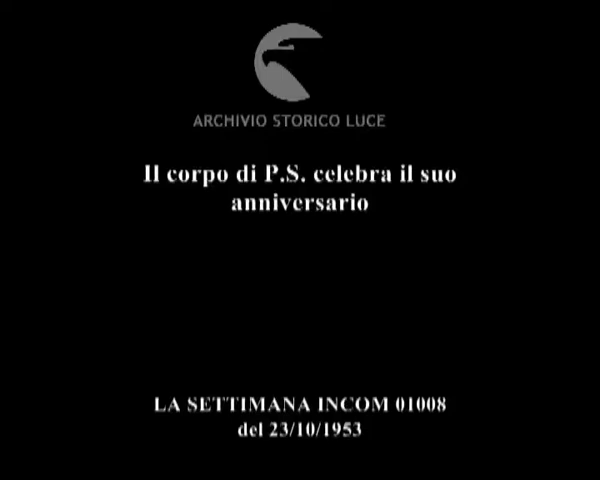 ARCHIVIO STORICO LUCE
Il corpo di P.S. celebra il suo
anniversario
LA SETTIMANA INCOM 01008
del 23/10/1953